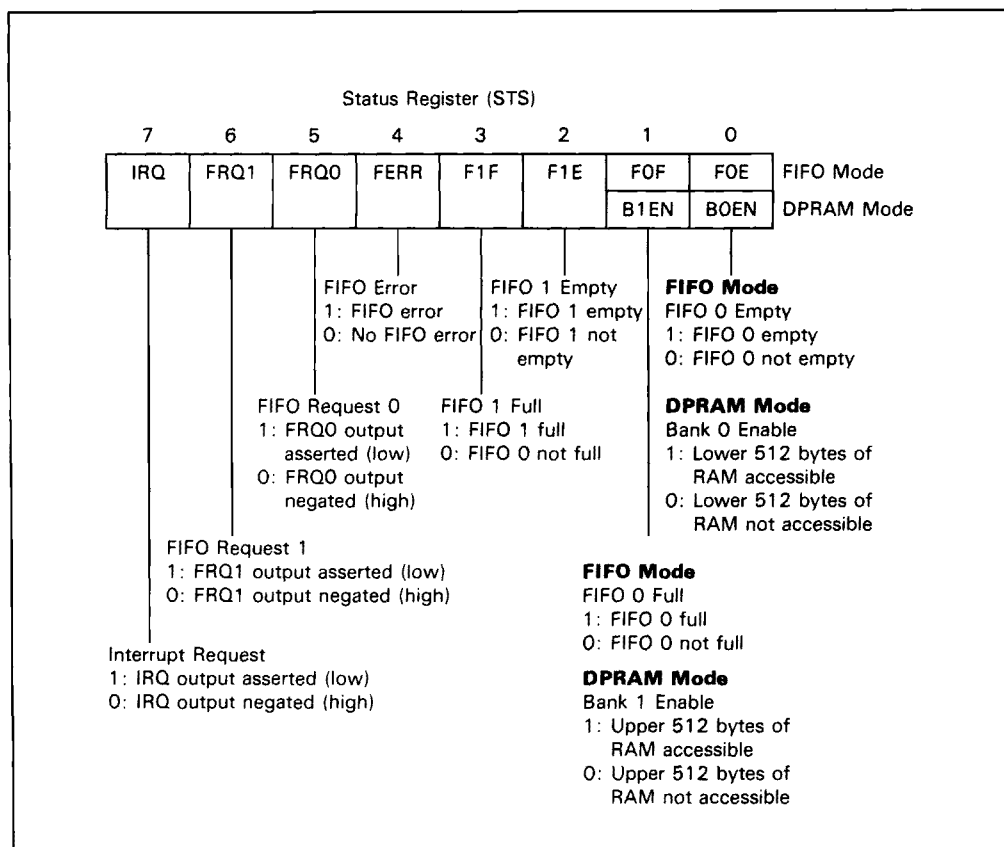 Status Register (STS)
7 6 5 4 3 2 1 0
IRQ FRQ1 FRQ0 FERR F1F F1E F0F F0E FIFO Mode
B1EN B0EN DPRAM Mode
FIFO Error
1: FIFO error
0: No FIFO error
FIFO 1 Empty
1: FIFO 1 empty
0: FIFO 1 not
empty
FIFO Mode
FIFO 0 Empty
1: FIFO 0 empty
0: FIFO 0 not empty
DPRAM Mode
Bank 0 Enable
1: Lower 512 bytes of
RAM accessible
0: Lower 512 bytes of
RAM not accessible
FIFO Request 0
1: FRQ0 output
asserted (low)
0: FRQ0 output
negated (high)
FIFO 1 Full
1: FIFO 1 full
0: FIFO 0 not full
FIFO Request 1
1: FRQ1 output asserted (low)
0: FRQ1 output negated (high)
FIFO Mode
FIFO 0 Full
1: FIFO 0 full
0: FIFO 0 not full
DPRAM Mode
Bank 1 Enable
1: Upper 512 bytes of
RAM accessible
0: Upper 512 bytes of
RAM not accessible
Interrupt Request
1: IRQ output asserted (low)
0: IRQ output negated (high)